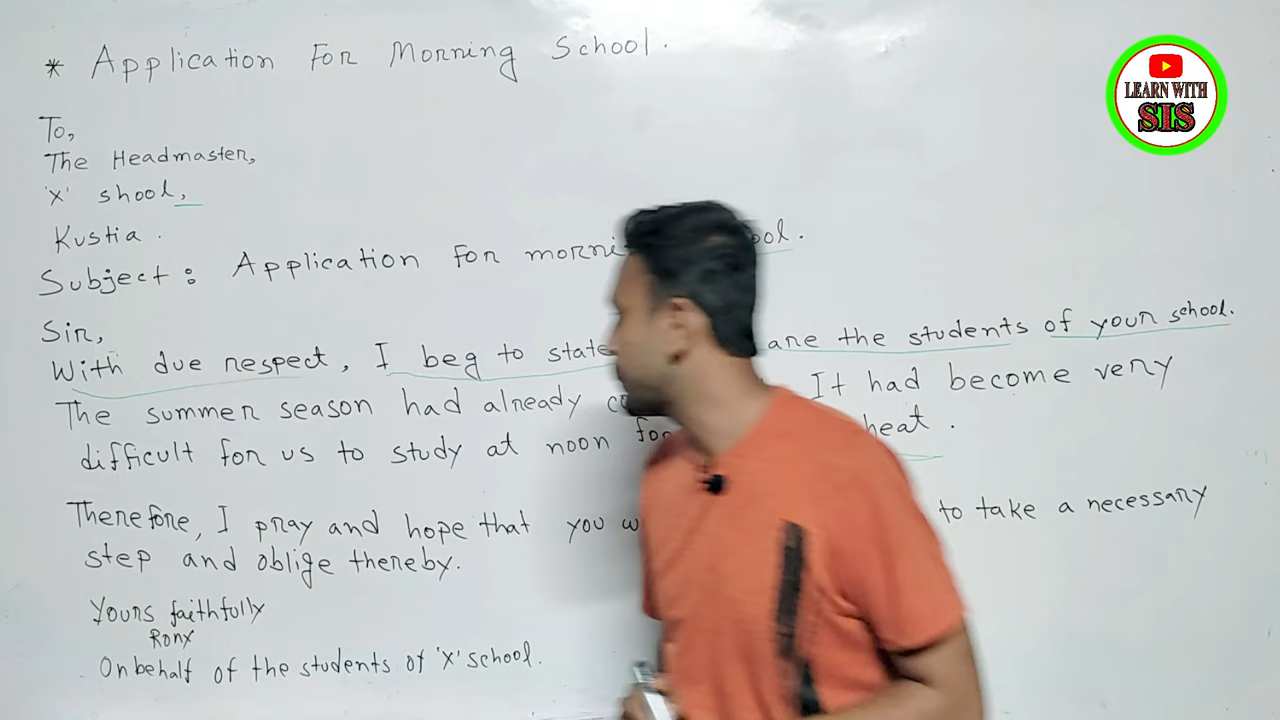 * Application For Morning School.
LEARN WITH
SIS
To,
The Headmaster,
'X' shool,
Kustia.
Subject: Application For morni ool.
Sir,
With due respect, I beg to state are the students of your school.
The summer season had already It had become very
difficult for us to study at noon heat.
Therefore, I pray and hope that you to take a necessary
step and oblige thereby.
Yours faithfully
Rony
On behalf of the students of 'X' school.